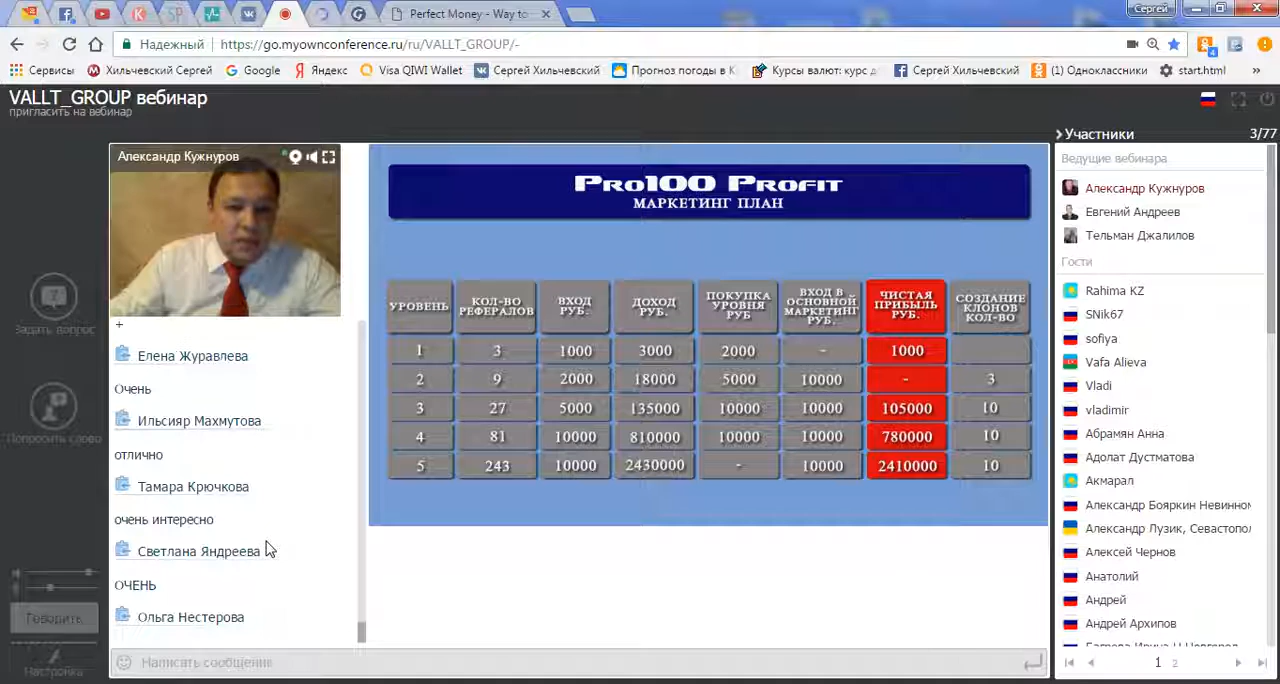 Perfect Money - Way to
Сергей
Надежный
https://go.myownconference.ru/ru/VALLT_GROUP/-
Сервисы
Хильчевский Сергей
Google
Яндекс
Visa QIWI Wallet
Сергей Хильчевский
Прогноз погоды в К
Курсы валют: курс д
Сергей Хильчевский
(1) Одноклассники
start.html
»
VALLT_GROUP вебинар
пригласить на вебинар
Александр Кужнуров
Задать вопрос
Попросить слово
Говорить
Настройка
+
Елена Журавлева
Очень
Ильсияр Махмутова
отлично
Тамара Крючкова
очень интересно
Светлана Яндреева
ОЧЕНЬ
Ольга Нестерова
Написать сообщение
PRO100 PROFIT
МАРКЕТИНГ ПЛАН
УРОВЕНЬ КОЛ-ВО РЕФЕРАЛОВ ВХОД РУБ. ДОХОД РУБ. ПОКУПКА УРОВНЯ РУБ ВХОД В ОСНОВНОЙ МАРКЕТИНГ РУБ. ЧИСТАЯ ПРИБЫЛЬ РУБ. СОЗДАНИЕ КЛОНОВ КОЛ-ВО
1 3 1000 3000 2000 - 1000
2 9 2000 18000 5000 10000 - 3
3 27 5000 135000 10000 10000 105000 10
4 81 10000 810000 10000 10000 780000 10
5 243 10000 2430000 - 10000 2410000 10
Участники 3/77
Ведущие вебинара
Александр Кужнуров
Евгений Андреев
Тельман Джалилов
Гости
Rahima KZ
SNik67
sofiya
Vafa Alieva
Vladi
vladimir
Абрамян Анна
Адолат Дустматова
Акмарал
Александр Бояркин Невинном
Александр Лузик, Севастопол
Алексей Чернов
Анатолий
Андрей
Андрей Архипов
1 2